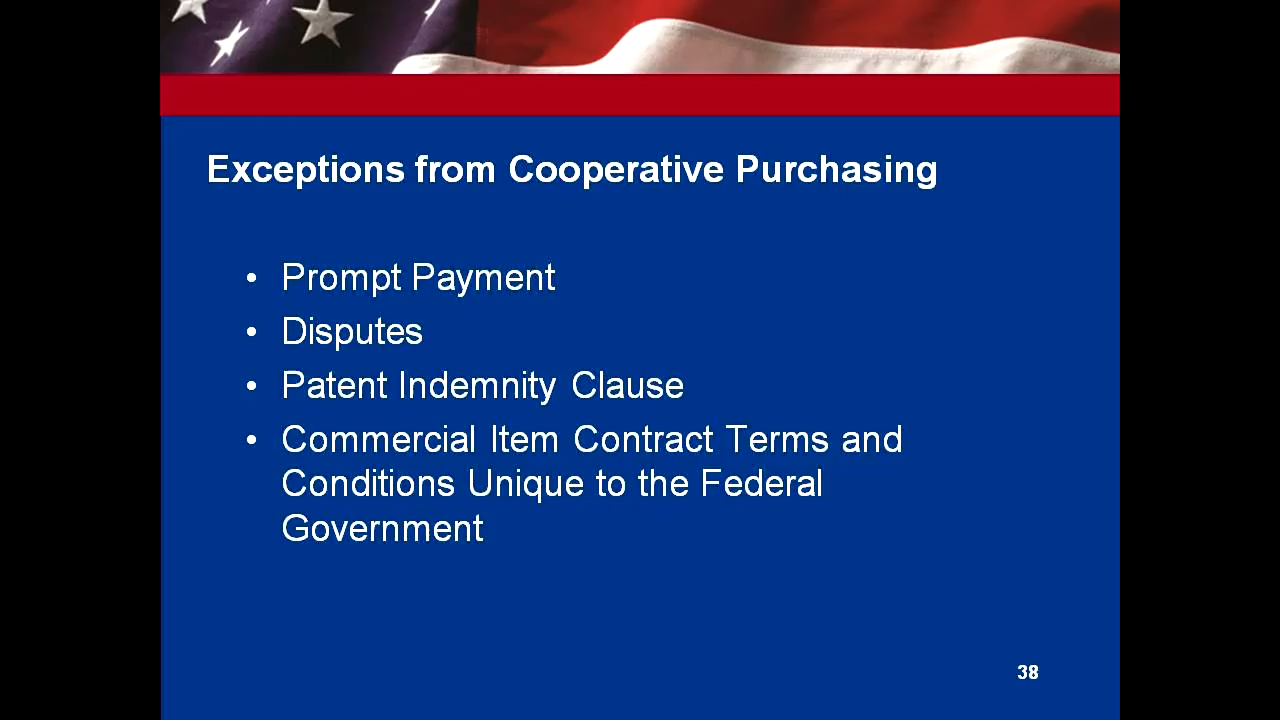 Exceptions from Cooperative Purchasing
• Prompt Payment
• Disputes
• Patent Indemnity Clause
• Commercial Item Contract Terms and
Conditions Unique to the Federal
Government
38